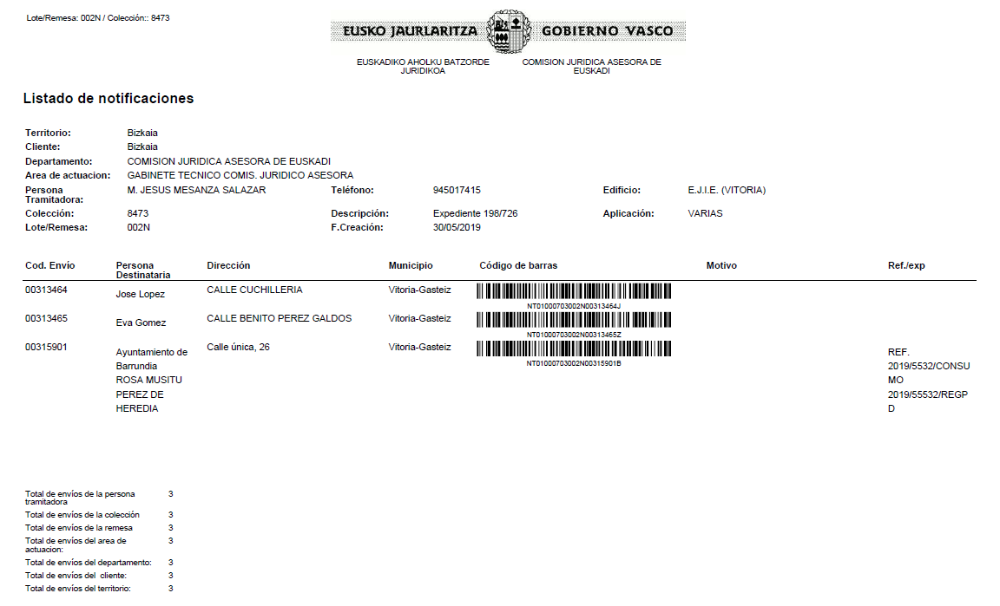 Lote/Remesa: 002N / Colección:: 8473
EUSKO JAURLARITZA GOBIERNO VASCO
EUSKADIKO AHOLKU BATZORDE JURIDIKOA
COMISION JURIDICA ASESORA DE EUSKADI
Listado de notificaciones
Territorio: Bizkaia
Cliente: Bizkaia
Departamento: COMISION JURIDICA ASESORA DE EUSKADI
Area de actuacion: GABINETE TECNICO COMIS. JURIDICO ASESORA
Persona Tramitadora: M. JESUS MESANZA SALAZAR Teléfono: 945017415 Edificio: E.J.I.E. (VITORIA)
Colección: 8473 Descripción: Expediente 198/726 Aplicación: VARIAS
Lote/Remesa: 002N F.Creación: 30/05/2019
Cod. Envío Persona Destinataria Dirección Municipio Código de barras Motivo Ref./exp
00313464 Jose Lopez CALLE CUCHILLERIA Vitoria-Gasteiz
NT01000703002N00313464J
00313465 Eva Gomez CALLE BENITO PEREZ GALDOS Vitoria-Gasteiz
NT01000703002N00313465Z
00315901 Ayuntamiento de Calle única, 26 Vitoria-Gasteiz REF.
NT01000703002N00315901B
Barrundia 2019/5532/CONSU
ROSA MUSITU MO
PEREZ DE 2019/55532/REGP
HEREDIA D
Total de envíos de la persona tramitadora 3
Total de envíos de la colección 3
Total de envíos de la remesa 3
Total de envíos del area de actuacion: 3
Total de envíos del departamento: 3
Total de envíos del cliente: 3
Total de envíos del territorio: 3